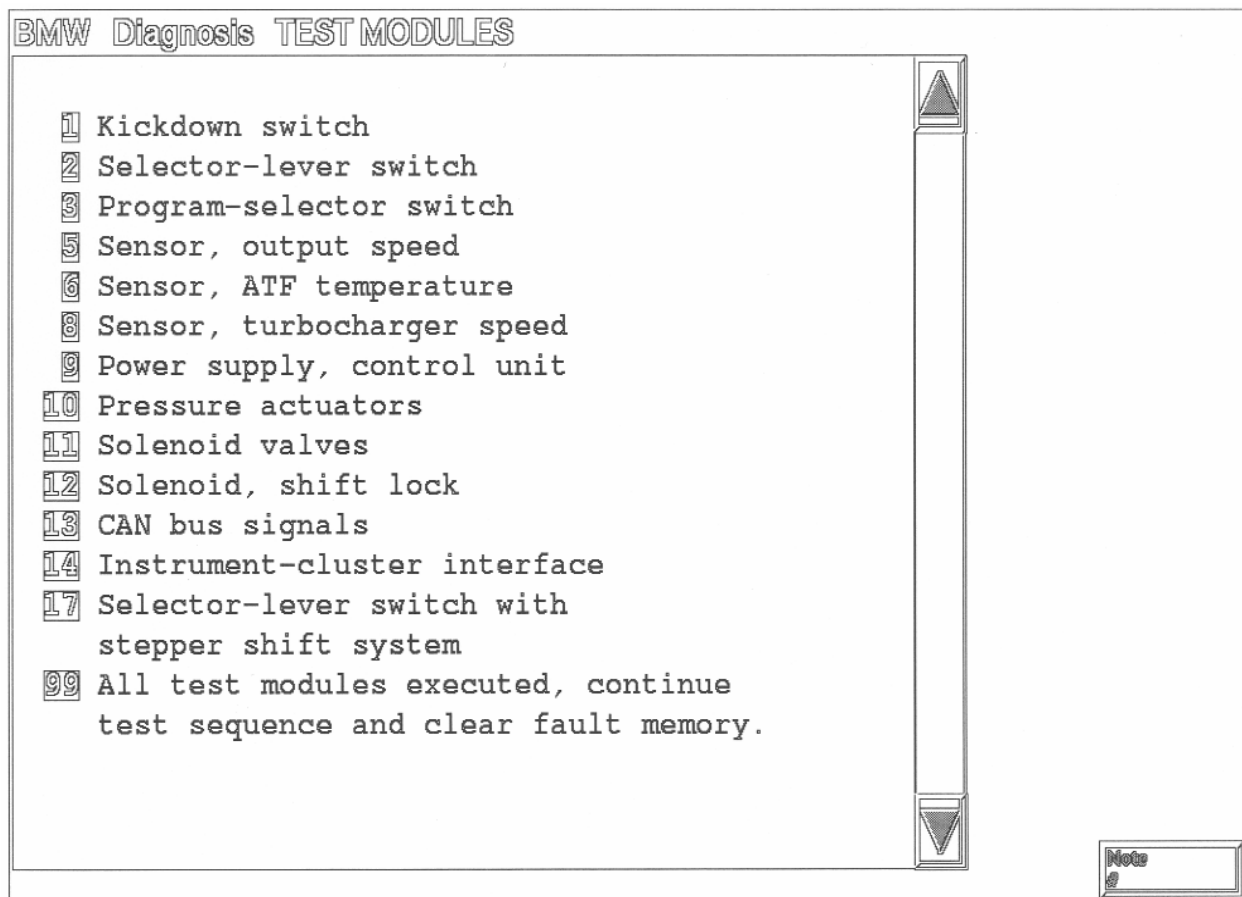 BMW Diagnosis TEST MODULES
1 Kickdown switch
2 Selector-lever switch
3 Program-selector switch
5 Sensor, output speed
6 Sensor, ATF temperature
8 Sensor, turbocharger speed
9 Power supply, control unit
10 Pressure actuators
11 Solenoid valves
12 Solenoid, shift lock
13 CAN bus signals
14 Instrument-cluster interface
17 Selector-lever switch with
stepper shift system
99 All test modules executed, continue
test sequence and clear fault memory.
Note
#